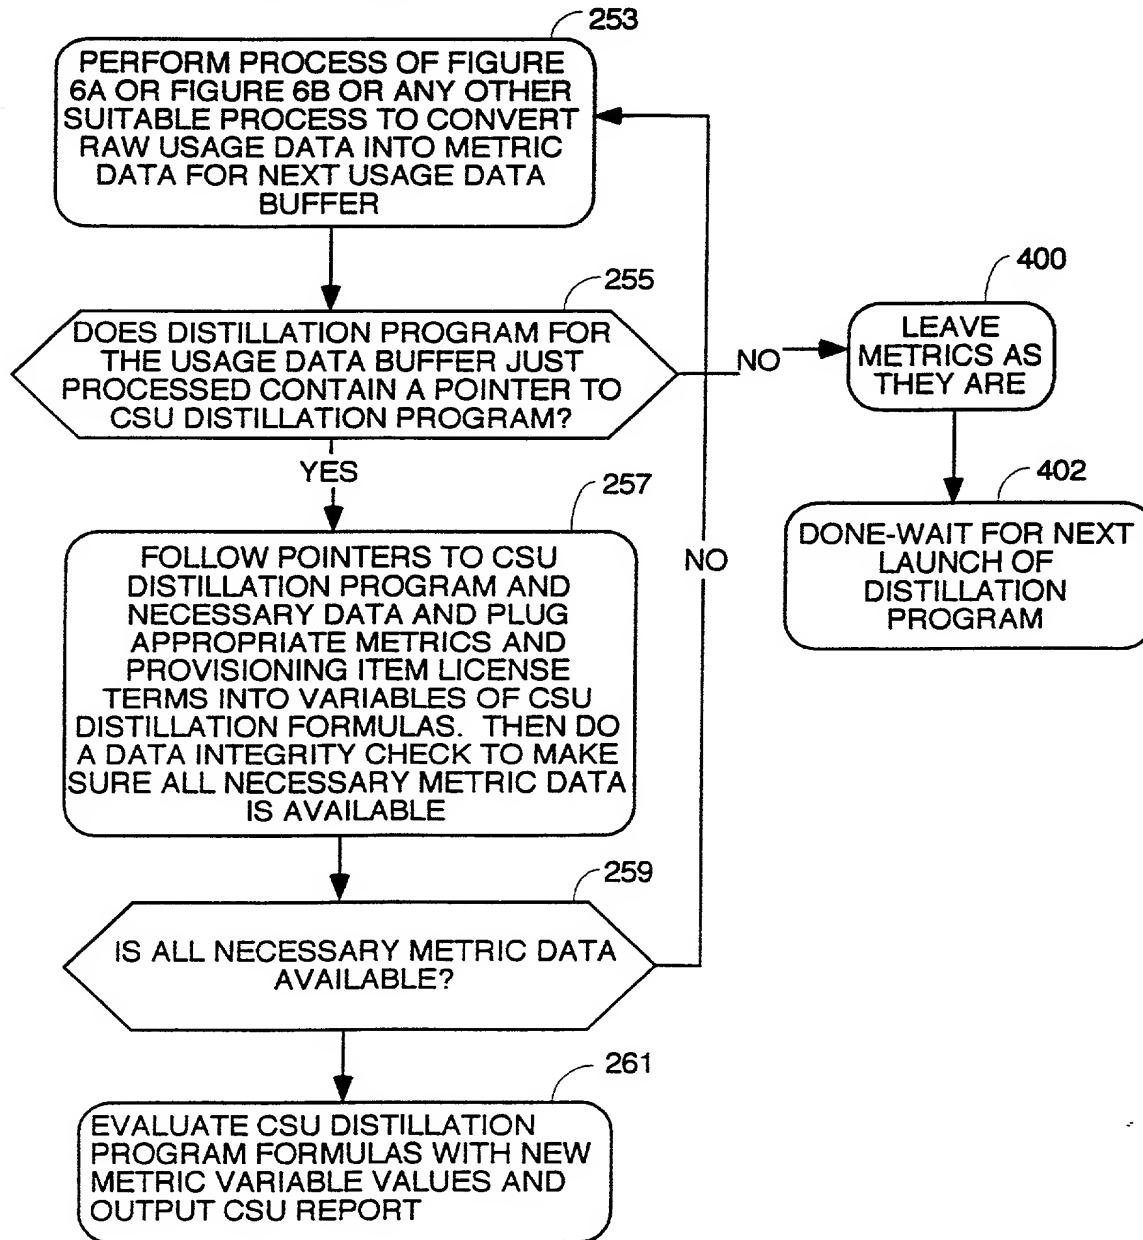 253
PERFORM PROCESS OF FIGURE
6A OR FIGURE 6B OR ANY OTHER
SUITABLE PROCESS TO CONVERT
RAW USAGE DATA INTO METRIC
DATA FOR NEXT USAGE DATA
BUFFER
255
DOES DISTILLATION PROGRAM FOR
THE USAGE DATA BUFFER JUST
PROCESSED CONTAIN A POINTER TO
CSU DISTILLATION PROGRAM?
NO
400
LEAVE
METRICS AS
THEY ARE
YES
402
DONE-WAIT FOR NEXT
LAUNCH OF
DISTILLATION
PROGRAM
257
FOLLOW POINTERS TO CSU
DISTILLATION PROGRAM AND
NECESSARY DATA AND PLUG
APPROPRIATE METRICS AND
PROVISIONING ITEM LICENSE
TERMS INTO VARIABLES OF CSU
DISTILLATION FORMULAS. THEN DO
A DATA INTEGRITY CHECK TO MAKE
SURE ALL NECESSARY METRIC DATA
IS AVAILABLE
NO
259
IS ALL NECESSARY METRIC DATA
AVAILABLE?
261
EVALUATE CSU DISTILLATION
PROGRAM FORMULAS WITH NEW
METRIC VARIABLE VALUES AND
OUTPUT CSU REPORT